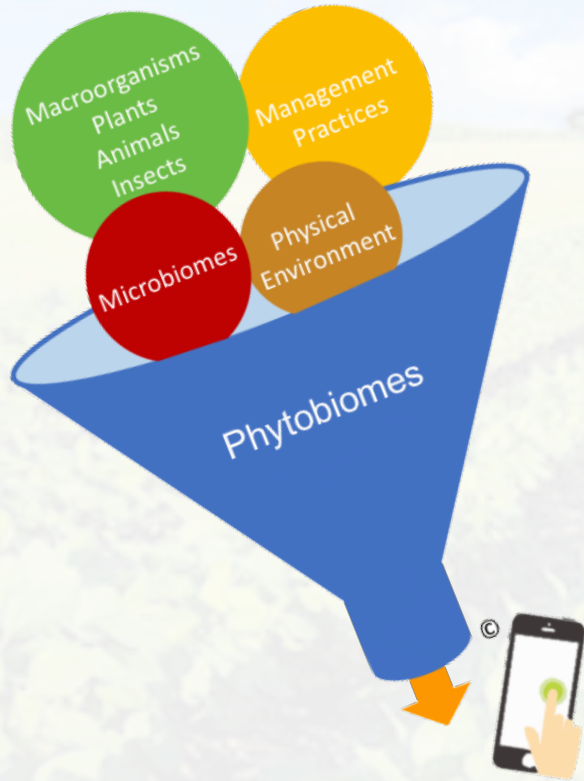 Macroorganisms
Plants
Animals
Insects
Management
Practices
Microbiomes
Physical
Environment
Phytobiomes
©